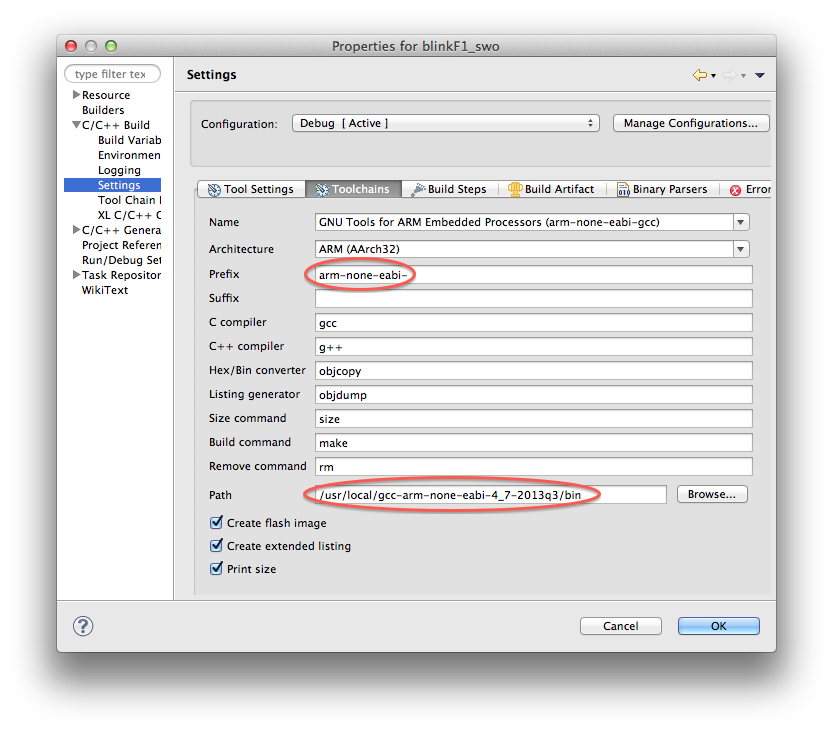 Properties for blinkF1_swo
type filter tex
Resource
Builders
C/C++ Build
Build Variab
Environmen
Logging
Settings
Tool Chain
XL C/C++ C
C/C++ Genera
Project Referen
Run/Debug Set
Task Repositor
WikiText
Settings
Configuration: Debug [ Active ] Manage Configurations...
Tool Settings Toolchains Build Steps Build Artifact Binary Parsers Error
Name GNU Tools for ARM Embedded Processors (arm-none-eabi-gcc)
Architecture ARM (AArch32)
Prefix arm-none-eabi-
Suffix
C compiler gcc
C++ compiler g++
Hex/Bin converter objcopy
Listing generator objdump
Size command size
Build command make
Remove command rm
Path /usr/local/gcc-arm-none-eabi-4_7-2013q3/bin Browse...
Create flash image
Create extended listing
Print size
? Cancel OK